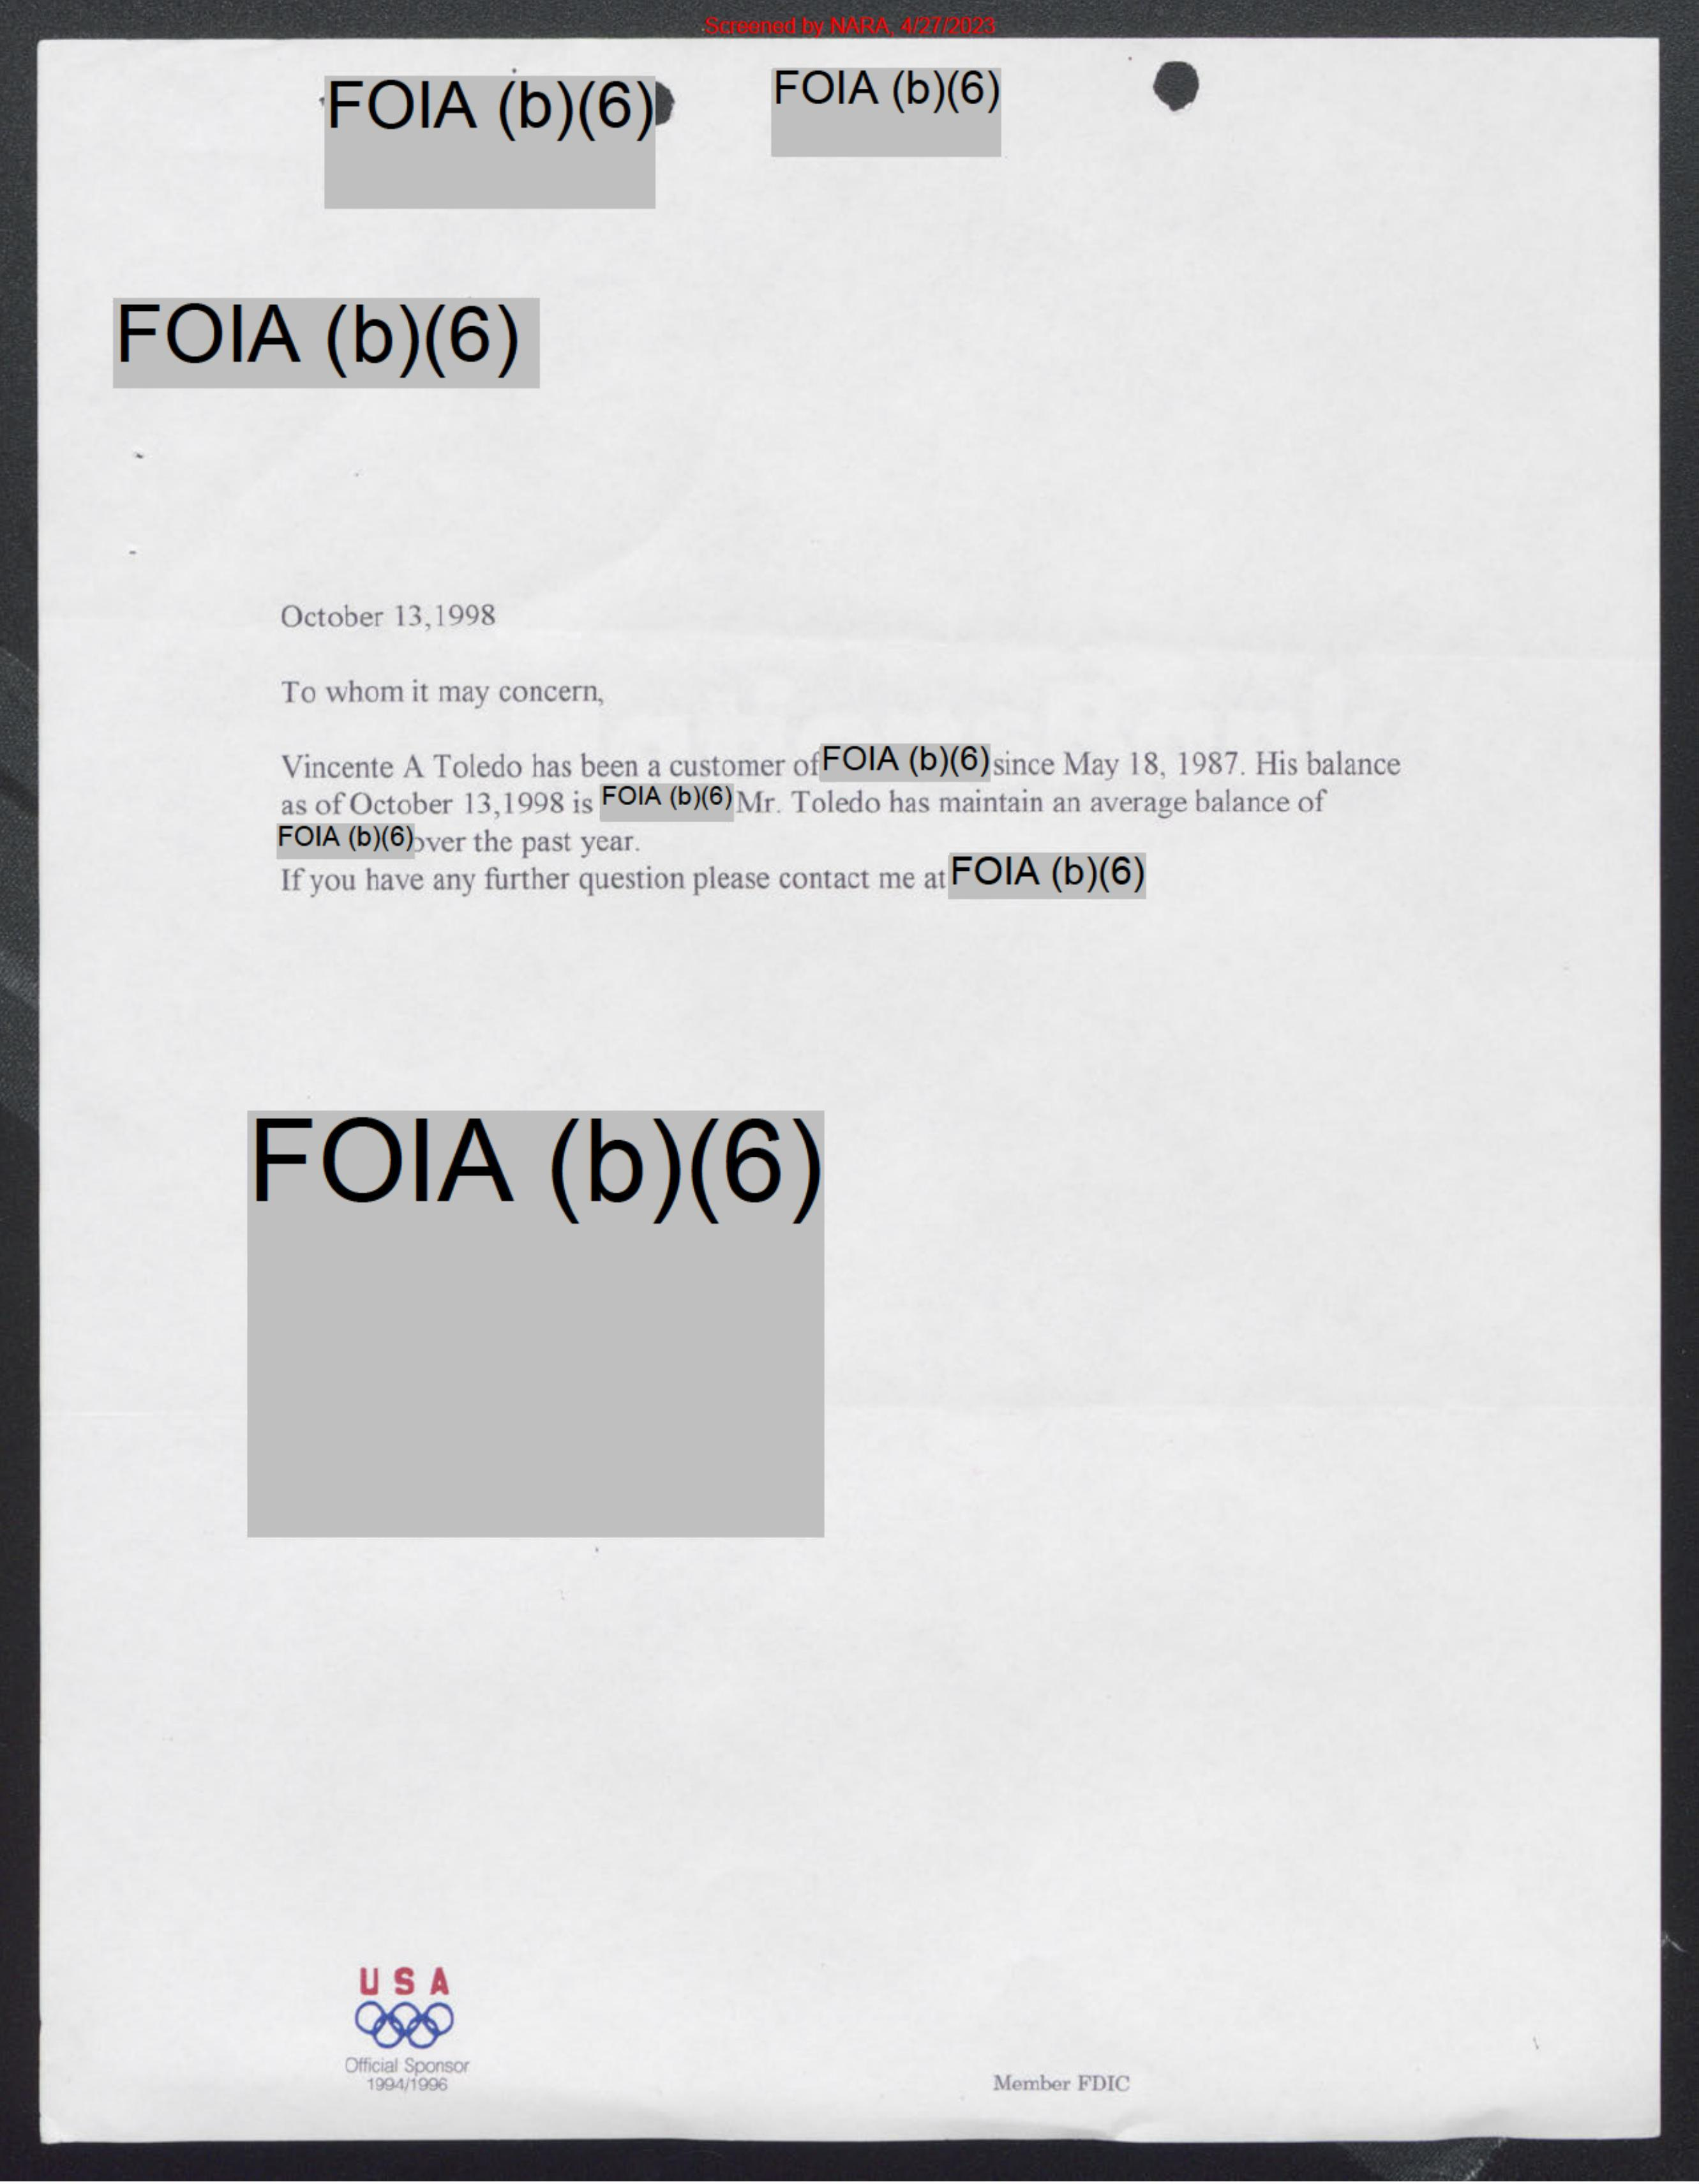 Screened by NARA, 4/27/2023
FOIA (b)(6)
FOIA (b)(6)
FOIA (b)(6)
October 13,1998
To whom it may concern,
Vincente A Toledo has been a customer of FOIA (b)(6) since May 18, 1987. His balance
as of October 13,1998 is FOIA (b)(6) Mr. Toledo has maintain an average balance of
FOIA (b)(6) over the past year.
If you have any further question please contact me at FOIA (b)(6)
FOIA (b)(6)
USA
Official Sponsor
1994/1996
Member FDIC